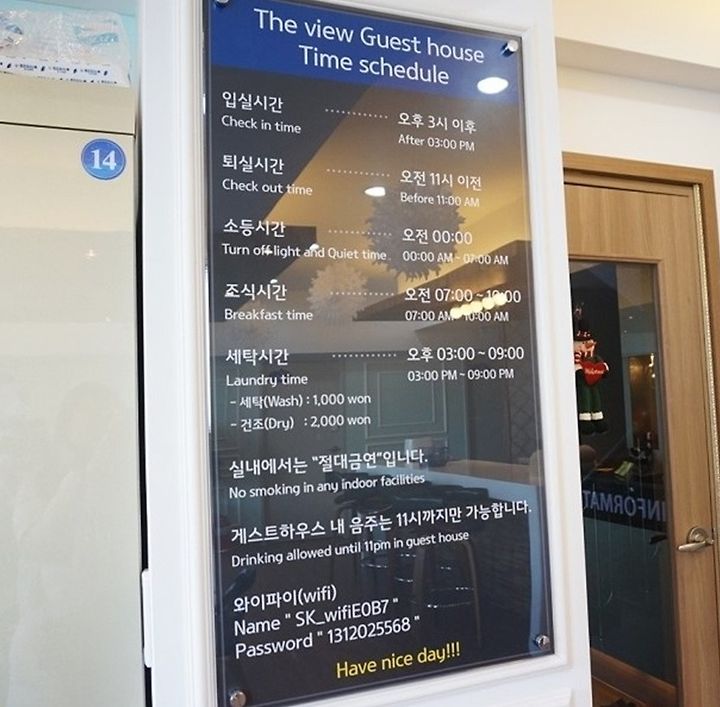 The view Guest house
Time schedule
14
입실시간 오후 3시 이후
Check in time After 03:00 PM
퇴실시간 오전 11시 이전
Check out time Before 11:00 AM
소등시간 오전 00:00
Turn off light and Quiet time 00:00 AM ~ 07:00 AM
조식시간 오전 07:00 ~ 10:00
Breakfast time 07:00 AM ~ 10:00 AM
세탁시간 오후 03:00 ~ 09:00
Laundry time 03:00 PM ~ 09:00 PM
- 세탁(Wash) : 1,000 won
- 건조(Dry) : 2,000 won
실내에서는 "절대금연"입니다.
No smoking in any indoor facilities
게스트하우스 내 음주는 11시까지만 가능합니다.
Drinking allowed until 11pm in guest house
와이파이(wifi)
Name " SK_wifiE0B7 "
Password " 1312025568 "
Have nice day!!!